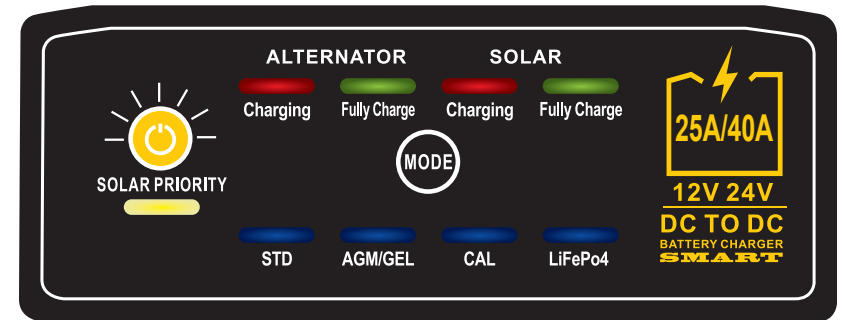 ALTERNATOR SOLAR
Charging Fully Charge Charging Fully Charge
SOLAR PRIORITY
MODE
STD AGM/GEL CAL LiFePo4
25A/40A
12V 24V
DC TO DC
BATTERY CHARGER
SMART